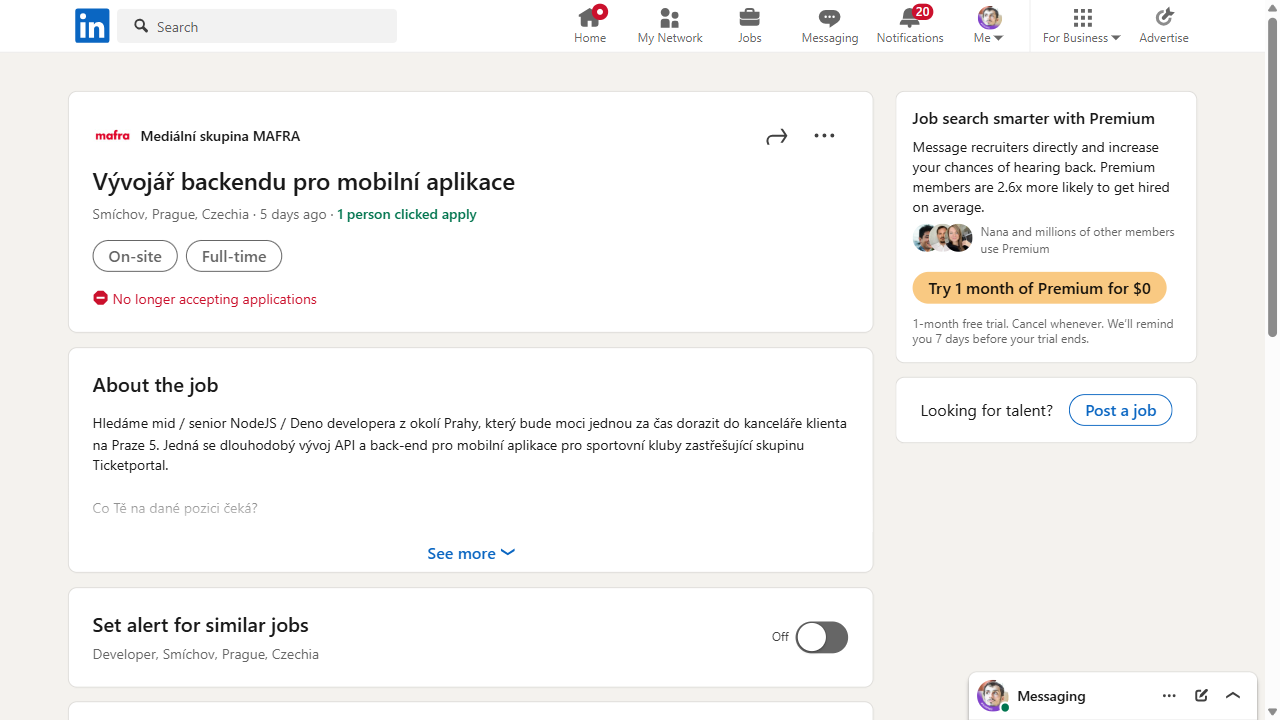 in
Search
Home
My Network
Jobs
Messaging
20
Notifications
Me
For Business
Advertise
mafra
Mediální skupina MAFRA
Vývojář backendu pro mobilní aplikace
Smíchov, Prague, Czechia · 5 days ago · 1 person clicked apply
On-site
Full-time
No longer accepting applications
About the job
Hledáme mid / senior NodeJS / Deno developera z okolí Prahy, který bude moci jednou za čas dorazit do kanceláře klienta
na Praze 5. Jedná se dlouhodobý vývoj API a back-end pro mobilní aplikace pro sportovní kluby zastřešující skupinu
Ticketportal.
Co Tě na dané pozici čeká?
See more
Set alert for similar jobs
Developer, Smíchov, Prague, Czechia
Off
Job search smarter with Premium
Message recruiters directly and increase
your chances of hearing back. Premium
members are 2.6x more likely to get hired
on average.
Nana and millions of other members
use Premium
Try 1 month of Premium for $0
1-month free trial. Cancel whenever. We’ll remind
you 7 days before your trial ends.
Looking for talent?
Post a job
Messaging